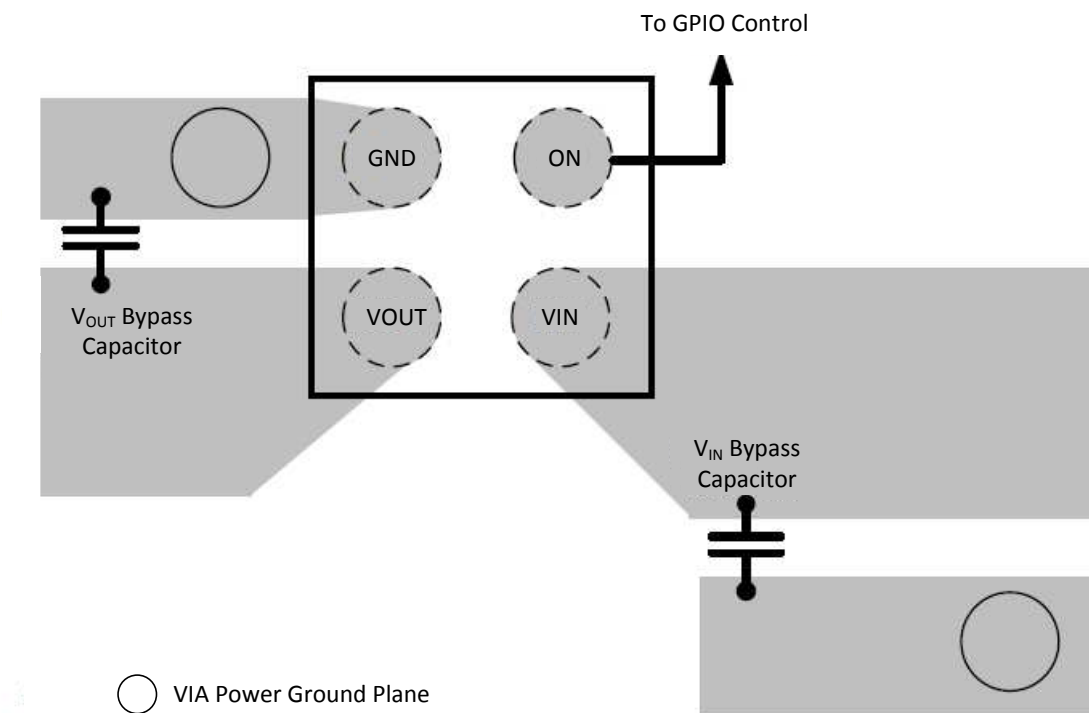 To GPIO Control
GND
ON
VOUT
VIN
VOUT Bypass
Capacitor
VIN Bypass
Capacitor
VIA Power Ground Plane